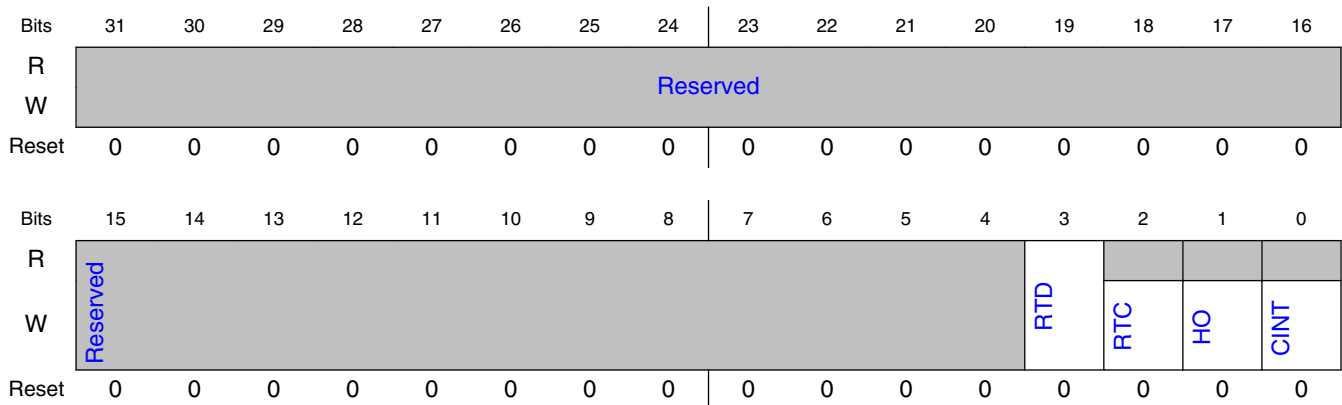 Bits 31 30 29 28 27 26 25 24 23 22 21 20 19 18 17 16
R
Reserved
W
Reset 0 0 0 0 0 0 0 0 0 0 0 0 0 0 0 0
Bits 15 14 13 12 11 10 9 8 7 6 5 4 3 2 1 0
R
W Reserved RTD RTC HO CINT
Reset 0 0 0 0 0 0 0 0 0 0 0 0 0 0 0 0